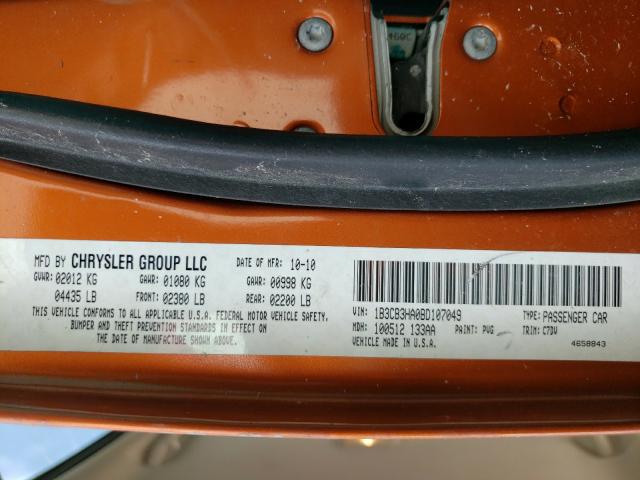 460C
MFD BY CHRYSLER GROUP LLC DATE OF MFR 10-10
GVWR: 02012 KG GAWR: 01080 KG GAWR: 00998 KG
04435 LB FRONT: 02380 LB REAR: 02200 LB
THIS VEHICLE CONFORMS TO ALL APPLICABLE U.S.A. FEDERAL MOTOR VEHICLE SAFETY,
BUMPER AND THEFT PREVENTION STANDARDS IN EFFECT ON
THE DATE OF MANUFACTURE SHOWN ABOVE.
VIN: 1B3CB3HA0BD107049 TYPE: PASSENGER CAR
MDH: 100512 133AA PAINT: PVG TRIM: C7DV
VEHICLE MADE IN U.S.A. 4658843